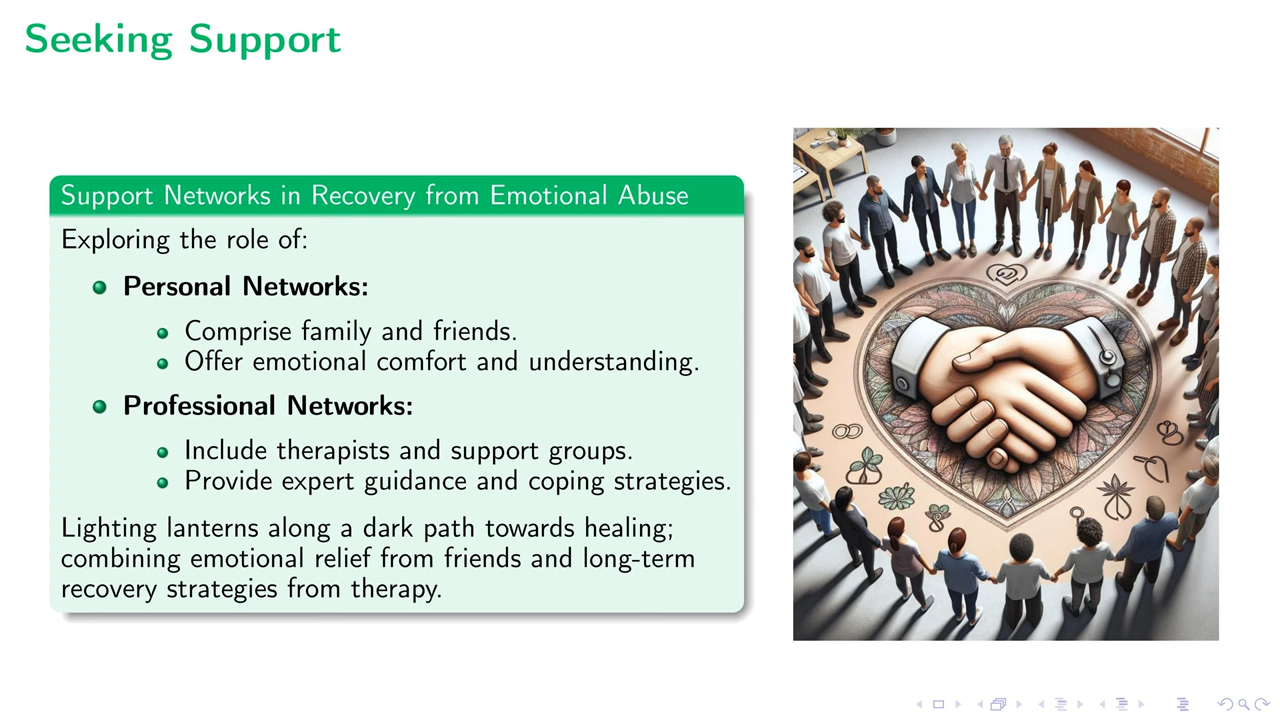 Seeking Support
Support Networks in Recovery from Emotional Abuse
Exploring the role of:
Personal Networks:
Comprise family and friends.
Offer emotional comfort and understanding.
Professional Networks:
Include therapists and support groups.
Provide expert guidance and coping strategies.
Lighting lanterns along a dark path towards healing;
combining emotional relief from friends and long-term
recovery strategies from therapy.